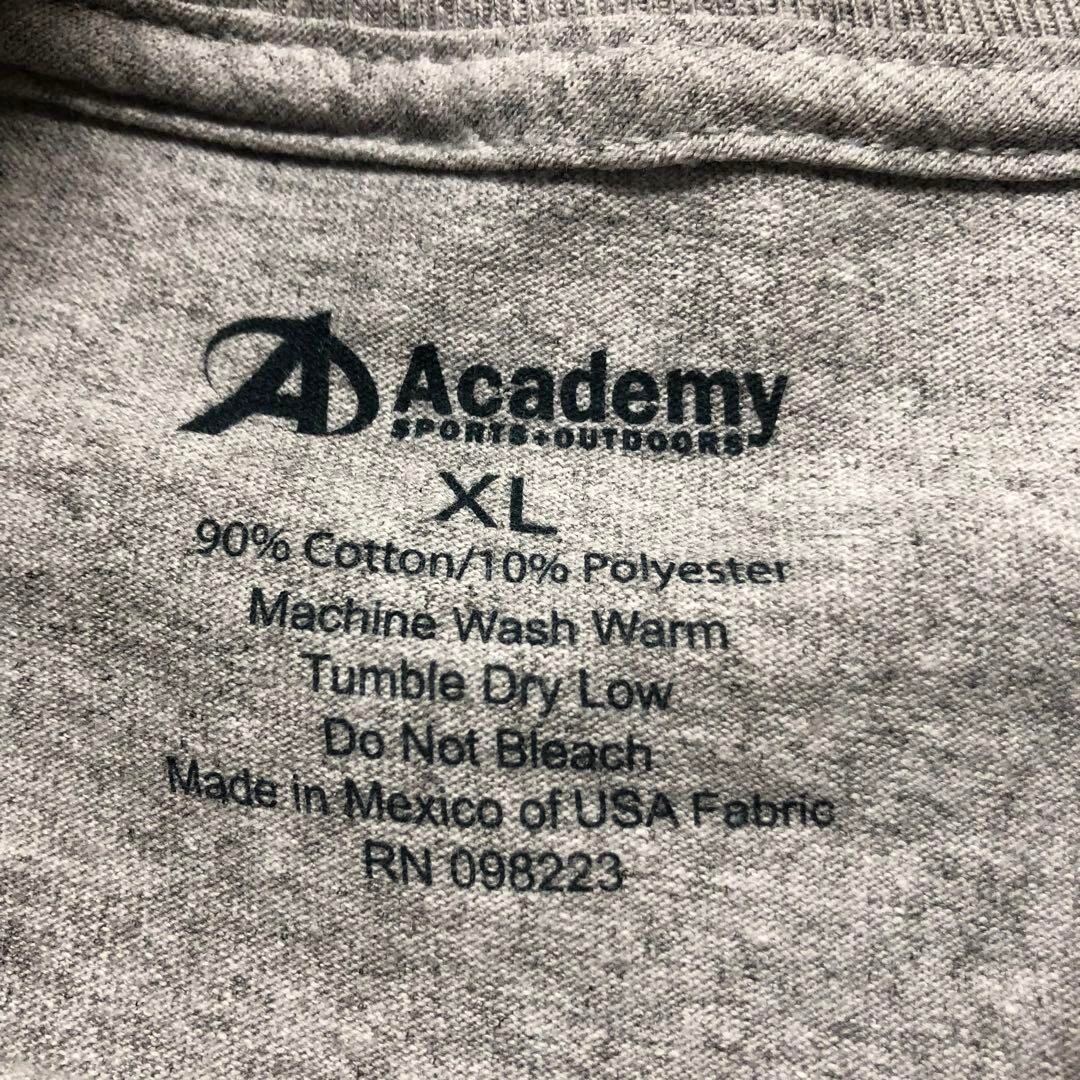 Academy
SPORTS+OUTDOORS
XL
90% Cotton/10% Polyester
Machine Wash Warm
Tumble Dry Low
Do Not Bleach
Made in Mexico of USA Fabric
RN 098223